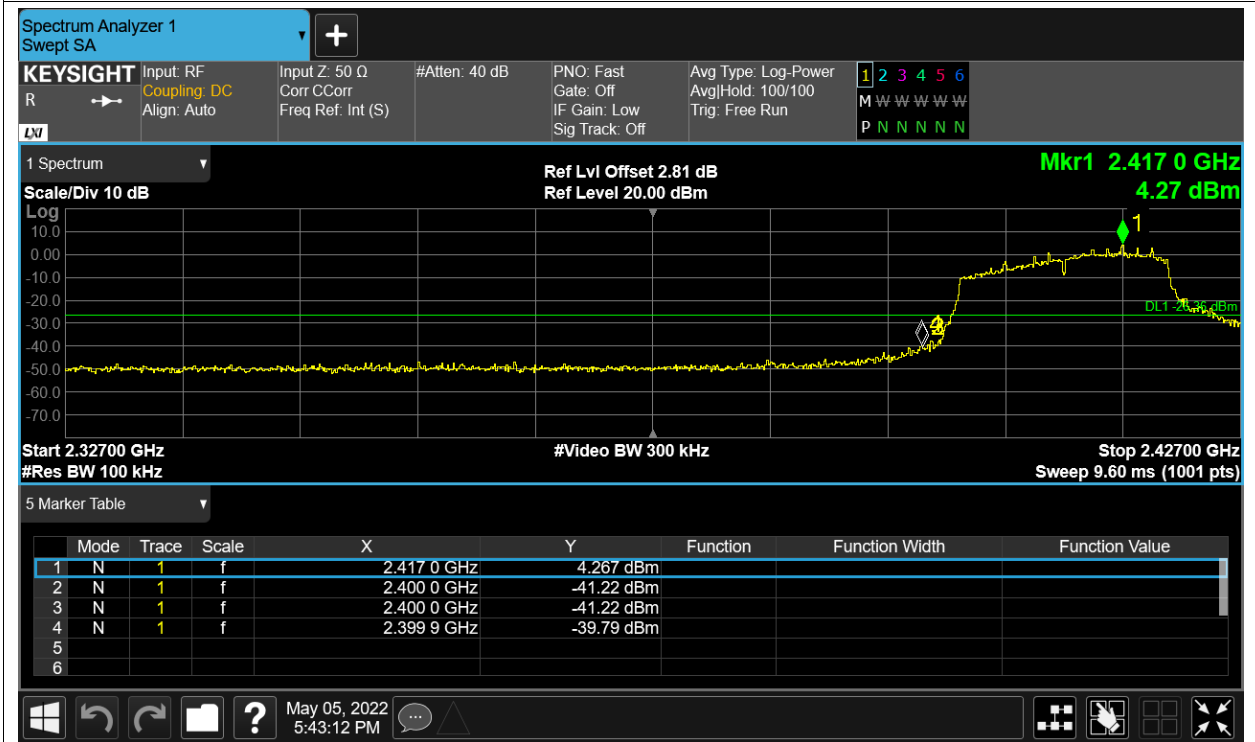 Spectrum Analyzer 1
Swept SA
+
KEYSIGHT
R
LXI
Input: RF
Coupling: DC
Align: Auto
Input Z: 50 Ω
Corr CCorr
Freq Ref: Int (S)
#Atten: 40 dB
PNO: Fast
Gate: Off
IF Gain: Low
Sig Track: Off
Avg Type: Log-Power
Avg|Hold: 100/100
Trig: Free Run
1 2 3 4 5 6
M W W W W W
P N N N N N
1 Spectrum
Scale/Div 10 dB
Ref Lvl Offset 2.81 dB
Ref Level 20.00 dBm
Mkr1 2.417 0 GHz
4.27 dBm
Log
10.0
0.00
-10.0
-20.0
-30.0
-40.0
-50.0
-60.0
-70.0
1
DL1 -26.36 dBm
Start 2.32700 GHz
#Video BW 300 kHz
Stop 2.42700 GHz
#Res BW 100 kHz
Sweep 9.60 ms (1001 pts)
5 Marker Table
Mode Trace Scale X Y Function Function Width Function Value
1 N 1 f 2.417 0 GHz 4.267 dBm
2 N 1 f 2.400 0 GHz -41.22 dBm
3 N 1 f 2.400 0 GHz -41.22 dBm
4 N 1 f 2.399 9 GHz -39.79 dBm
5
6
?
May 05, 2022
5:43:12 PM